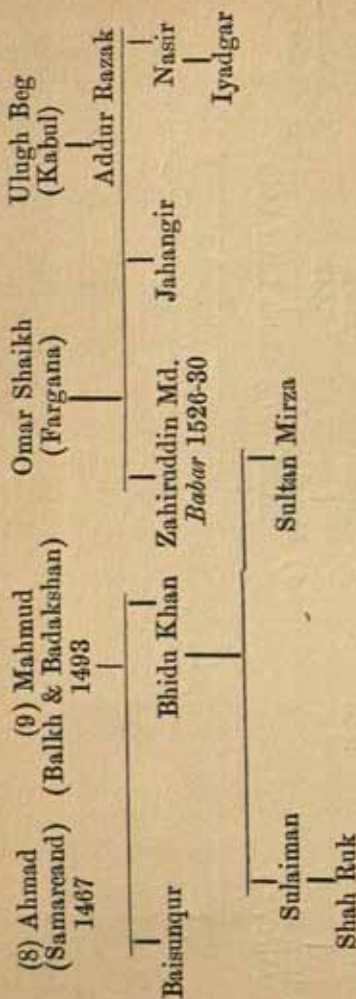 (8) Ahmad
(Samarcand)
1467
(9) Mahmud
(Balkh & Badakshan)
1493
Omar Shaikh
(Fargana)
Ulugh Beg
(Kabul)
Addur Razak
Baisunqur
Bhidu Khan
Zahiruddin Md.
Babar 1526-30
Jahangir
Nasir
Iyadgar
Sulaiman
Shah Ruk
Sultan Mirza